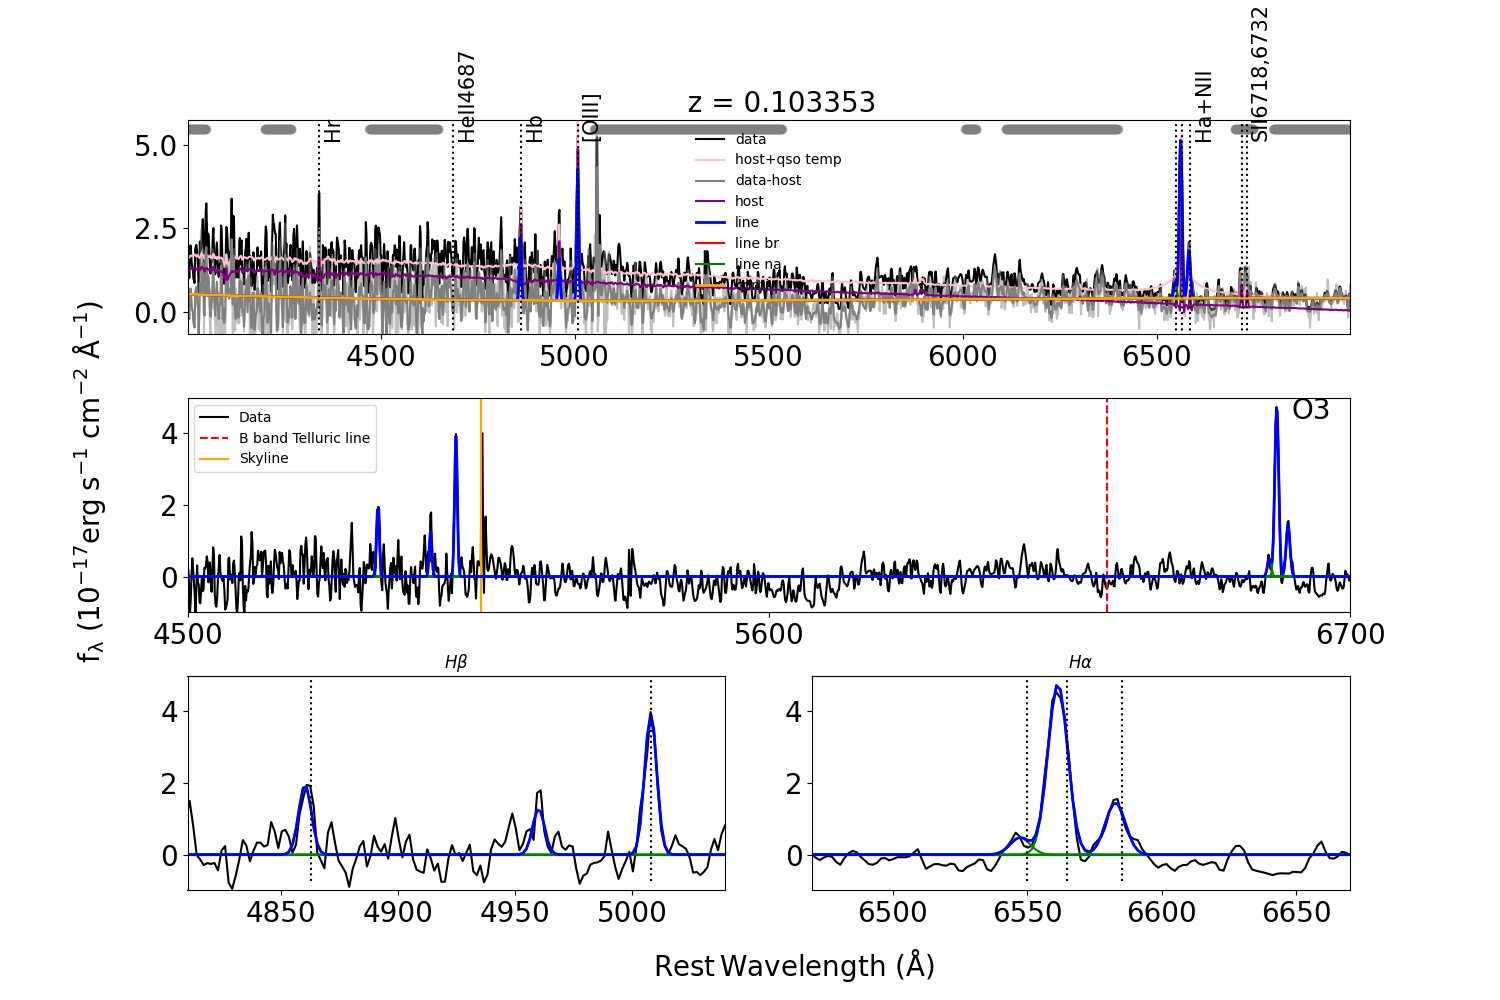 Hr
HeII4687
Hb
[OIII]
Ha+NII
SII6718,6732
z = 0.103353
data
host+qso temp
data-host
host
line
line br
line na
5.0
2.5
0.0
4500
5000
5500
6000
6500
fλ (10−17erg s−1 cm−2 Å−1)
Data
B band Telluric line
Skyline
O3
4
2
0
4500
5600
6700
Hβ
4
2
0
4850
4900
4950
5000
Hα
4
2
0
6500
6550
6600
6650
Rest Wavelength (Å)